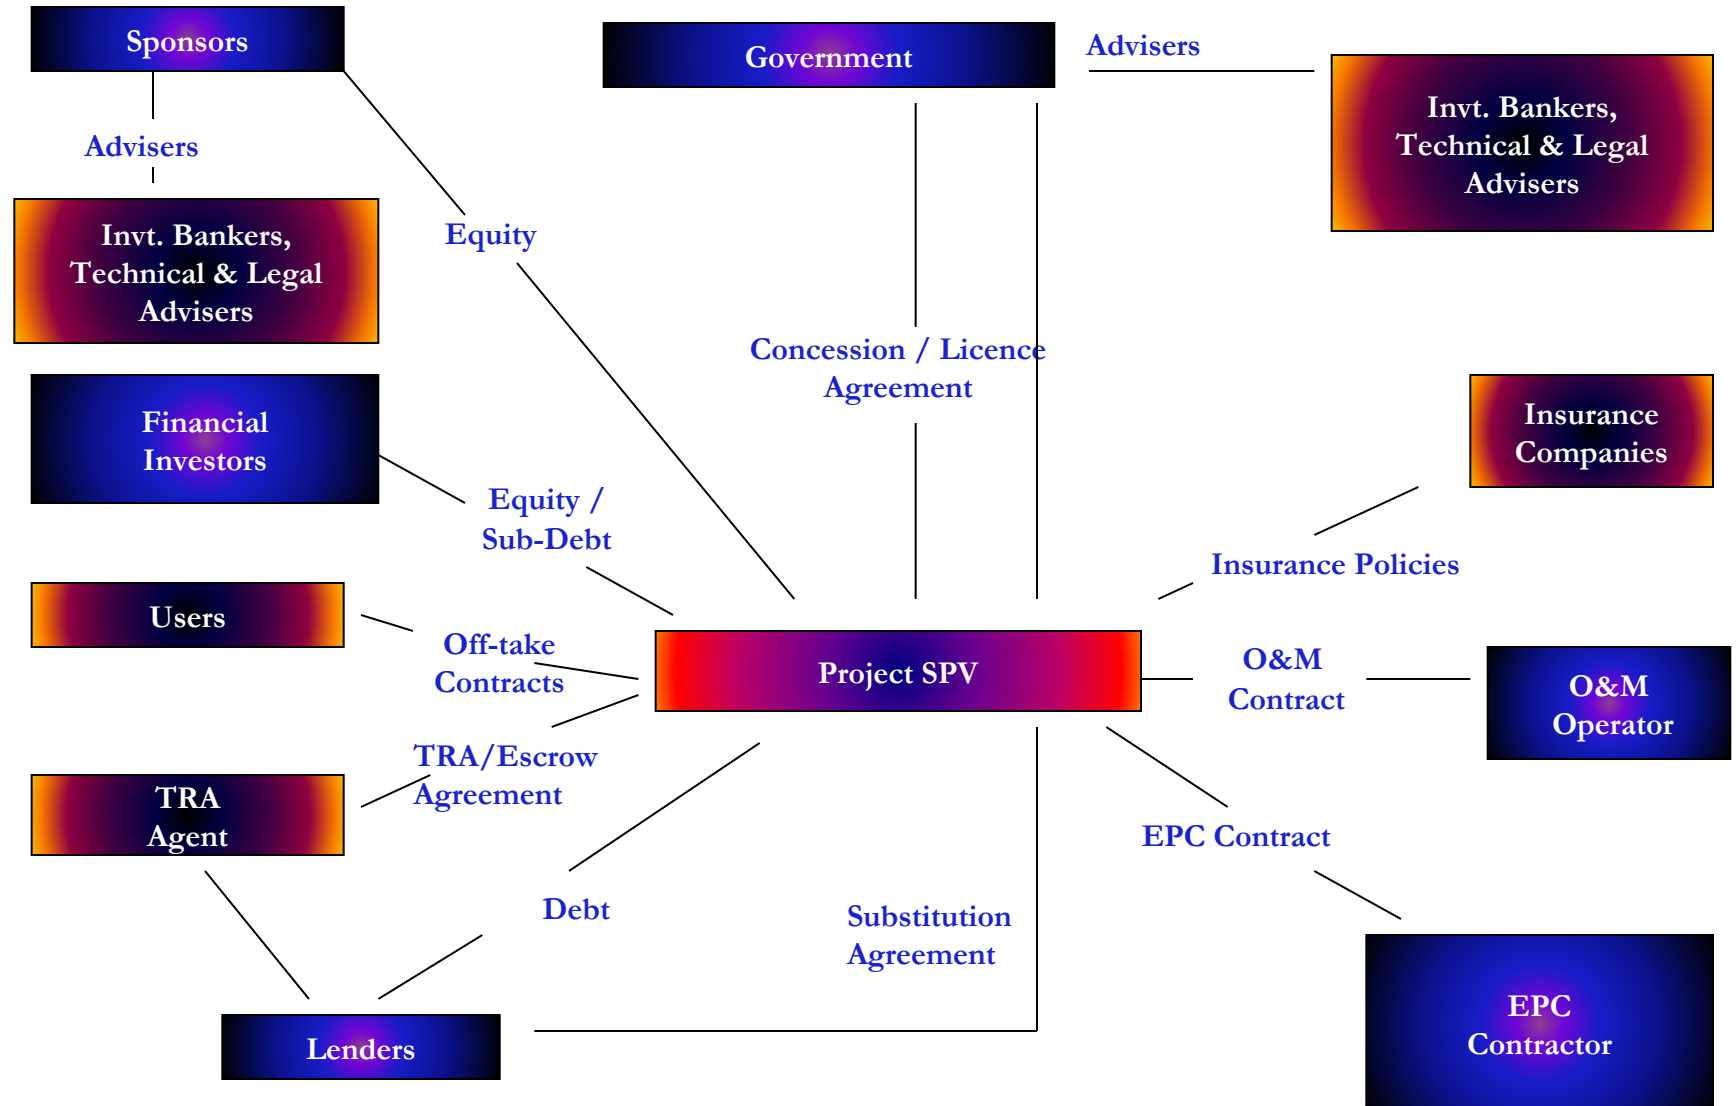 Sponsors
Government
Advisers
Invt. Bankers,
Technical & Legal
Advisers
Advisers
Invt. Bankers,
Technical & Legal
Advisers
Equity
Concession / Licence
Agreement
Financial
Investors
Insurance
Companies
Equity /
Sub-Debt
Insurance Policies
Users
Off-take
Contracts
Project SPV
O&M
Contract
O&M
Operator
TRA/Escrow
Agreement
TRA
Agent
EPC Contract
Debt
Substitution
Agreement
EPC
Contractor
Lenders